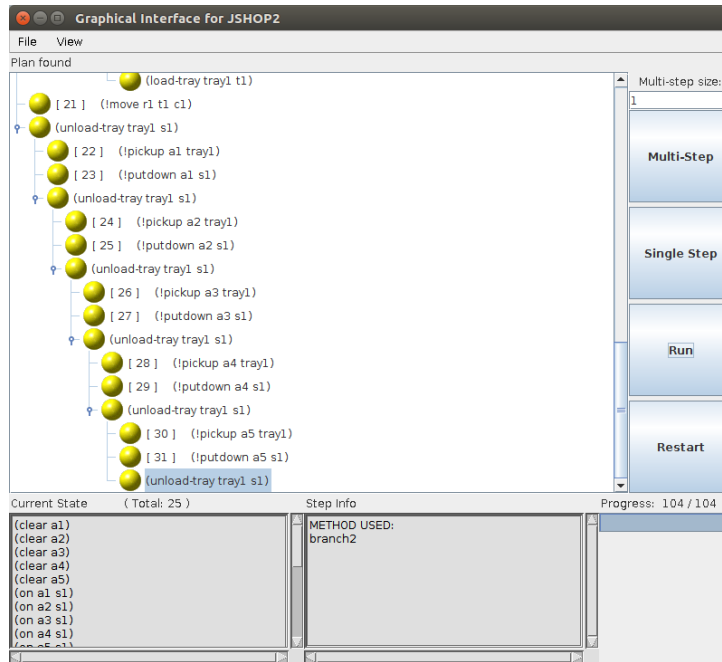 Graphical Interface for JSHOP2
File View
Plan found
(load-tray tray1 t1)
[ 21 ] (!move r1 t1 c1)
(unload-tray tray1 s1)
[ 22 ] (!pickup a1 tray1)
[ 23 ] (!putdown a1 s1)
(unload-tray tray1 s1)
[ 24 ] (!pickup a2 tray1)
[ 25 ] (!putdown a2 s1)
(unload-tray tray1 s1)
[ 26 ] (!pickup a3 tray1)
[ 27 ] (!putdown a3 s1)
(unload-tray tray1 s1)
[ 28 ] (!pickup a4 tray1)
[ 29 ] (!putdown a4 s1)
(unload-tray tray1 s1)
[ 30 ] (!pickup a5 tray1)
[ 31 ] (!putdown a5 s1)
(unload-tray tray1 s1)
Multi-step size:
1
Multi-Step
Single Step
Run
Restart
Current State ( Total: 25 )
(clear a1)
(clear a2)
(clear a3)
(clear a4)
(clear a5)
(on a1 s1)
(on a2 s1)
(on a3 s1)
(on a4 s1)
(on a5 s1)
Step Info
METHOD USED:
branch2
Progress: 104 / 104